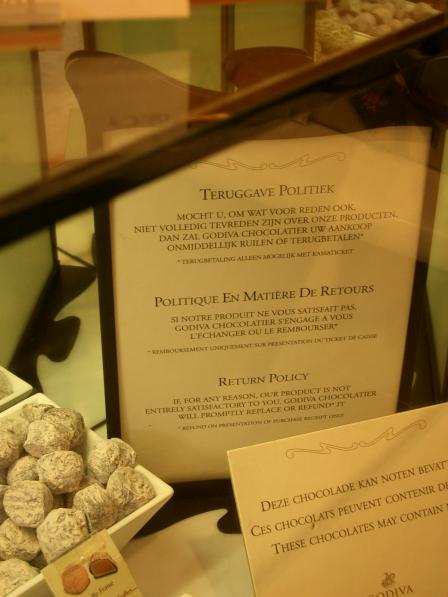 TERUGGAVE POLITIEK
MOCHT U, OM WAT VOOR REDEN OOK,
NIET VOLLEDIG TEVREDEN ZIJN OVER ONZE PRODUCTEN,
DAN ZAL GODIVA CHOCOLATIER UW AANKOOP
ONMIDDELLIJK RUILEN OF TERUGBETALEN*
* TERUGBETALING ALLEEN MOGELIJK MET KASSATICKET
POLITIQUE EN MATIÈRE DE RETOURS
SI NOTRE PRODUIT NE VOUS SATISFAIT PAS,
GODIVA CHOCOLATIER S'ENGAGE A VOUS
L'ECHANGER OU LE REMBOURSER*
* REMBOURSEMENT UNIQUEMENT SUR PRESENTATION DU TICKET DE CAISSE
RETURN POLICY
IF, FOR ANY REASON, OUR PRODUCT IS NOT
ENTIRELY SATISFACTORY TO YOU, GODIVA CHOCOLATIER
WILL PROMPTLY REPLACE OR REFUND* IT
* REFUND ON PRESENTATION OF PURCHASE RECEIPT ONLY
DEZE CHOCOLADE KAN NOTEN BEVATT
CES CHOCOLATS PEUVENT CONTENIR DE
THESE CHOCOLATES MAY CONTAIN
GODIVA